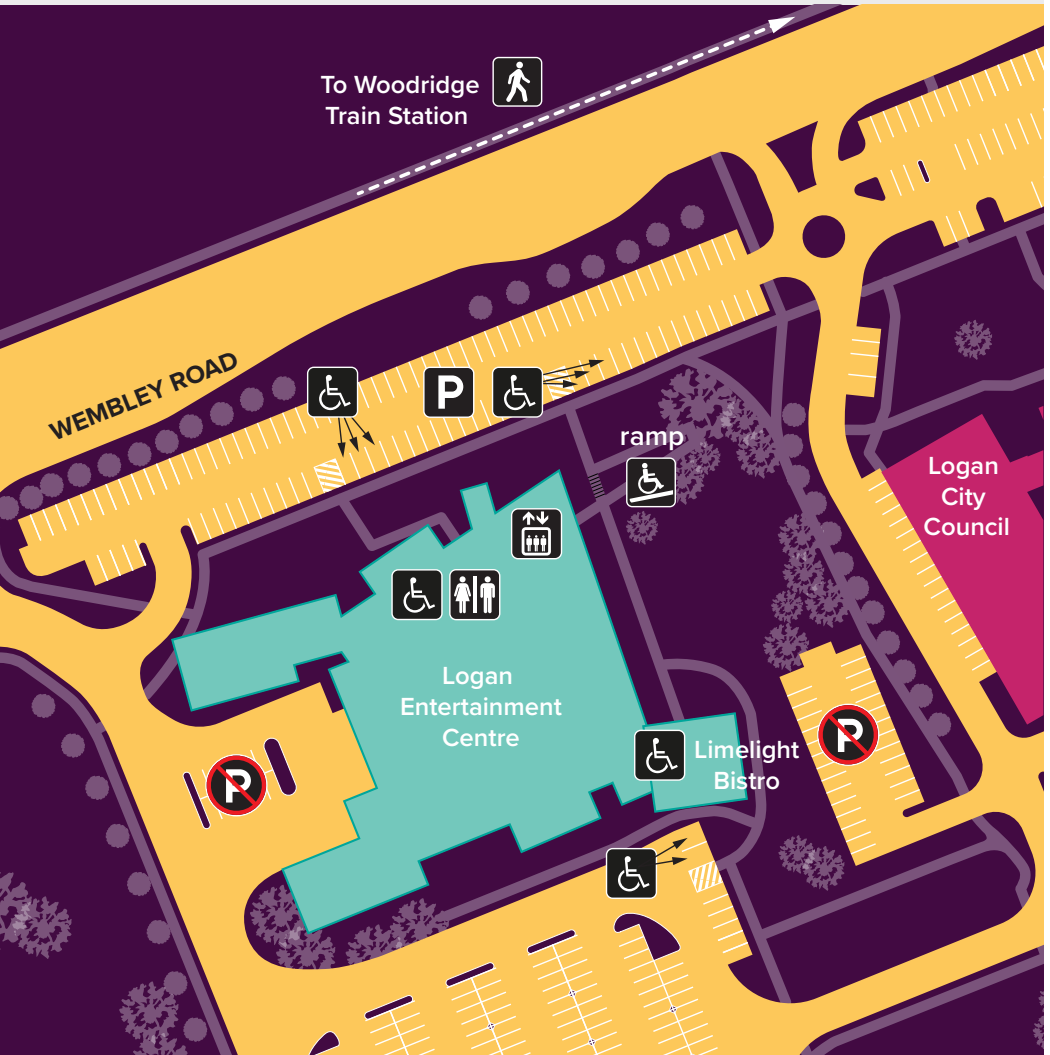 To Woodridge
Train Station
WEMBLEY ROAD
P
ramp
Logan
City
Council
Logan
Entertainment
Centre
Limelight
Bistro
P
P